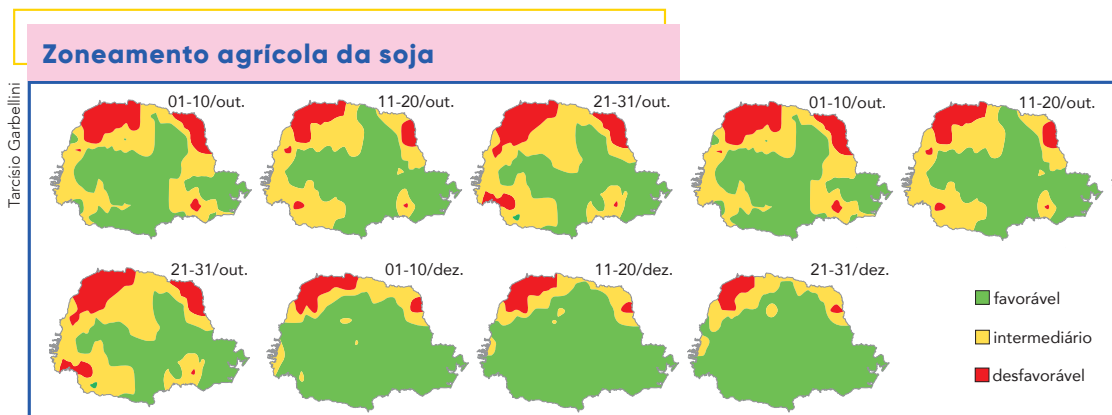 Zoneamento agrícola da soja
Tarcísio Garbellini
01-10/out.
11-20/out.
21-31/out.
01-10/out.
11-20/out.
21-31/out.
01-10/dez.
11-20/dez.
21-31/dez.
favorável
intermediário
desfavorável